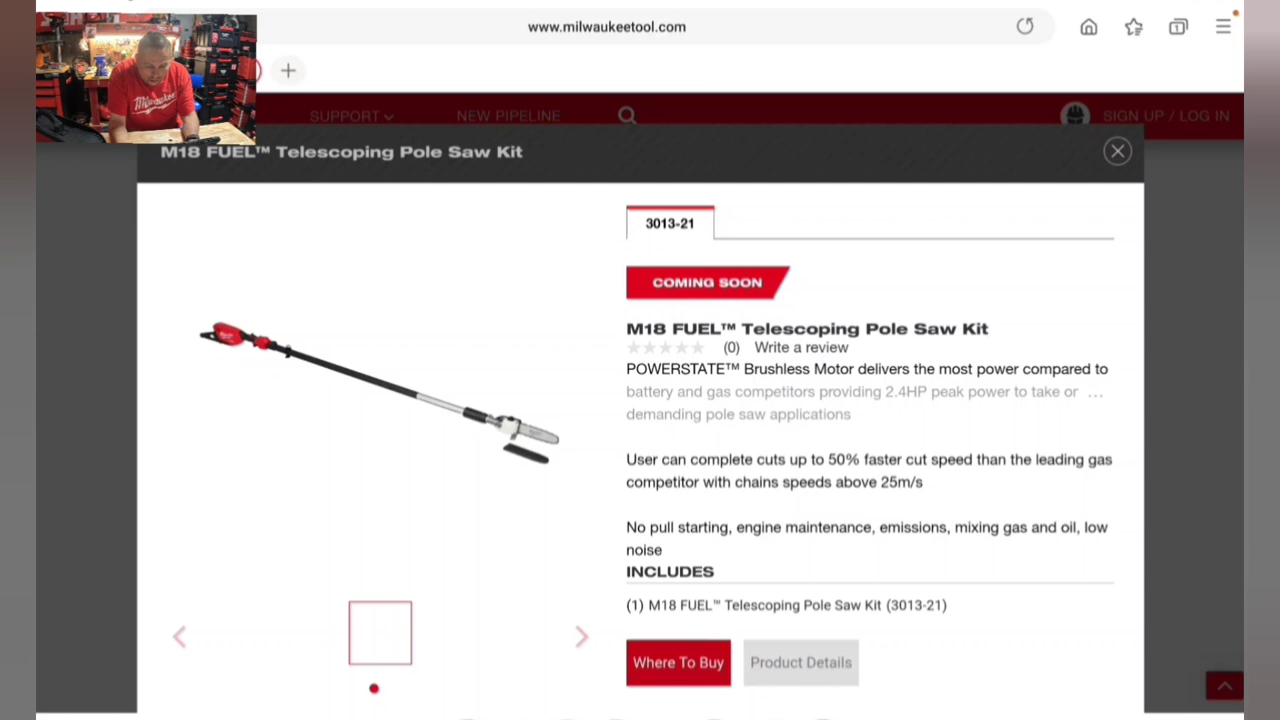 www.milwaukeetool.com
1
SUPPORT
NEW PIPELINE
SIGN UP / LOG IN
Milwaukee
M18 FUEL™ Telescoping Pole Saw Kit
3013-21
COMING SOON
M18 FUEL™ Telescoping Pole Saw Kit
(0) Write a review
POWERSTATE™ Brushless Motor delivers the most power compared to
battery and gas competitors providing 2.4HP peak power to take or ...
demanding pole saw applications
User can complete cuts up to 50% faster cut speed than the leading gas
competitor with chains speeds above 25m/s
No pull starting, engine maintenance, emissions, mixing gas and oil, low
noise
INCLUDES
(1) M18 FUEL™ Telescoping Pole Saw Kit (3013-21)
Where To Buy
Product Details